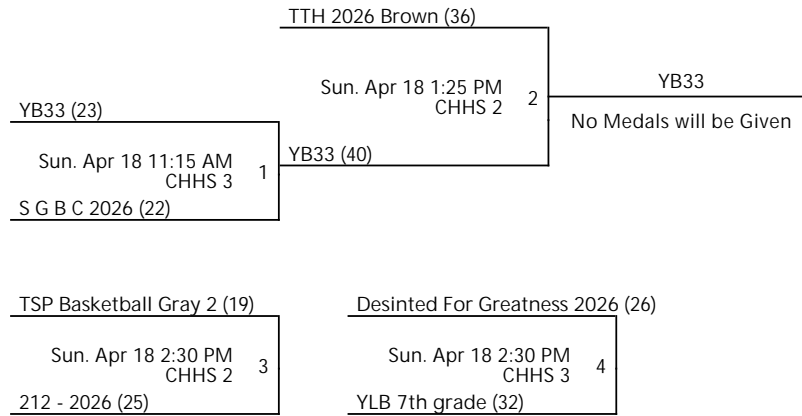 TTH 2026 Brown (36)
Sun. Apr 18 1:25 PM
CHHS 2
2
YB33
No Medals will be Given
YB33 (23)
Sun. Apr 18 11:15 AM
CHHS 3
1
YB33 (40)
S G B C 2026 (22)
TSP Basketball Gray 2 (19)
Sun. Apr 18 2:30 PM
CHHS 2
3
212 - 2026 (25)
Desinted For Greatness 2026 (26)
Sun. Apr 18 2:30 PM
CHHS 3
4
YLB 7th grade (32)